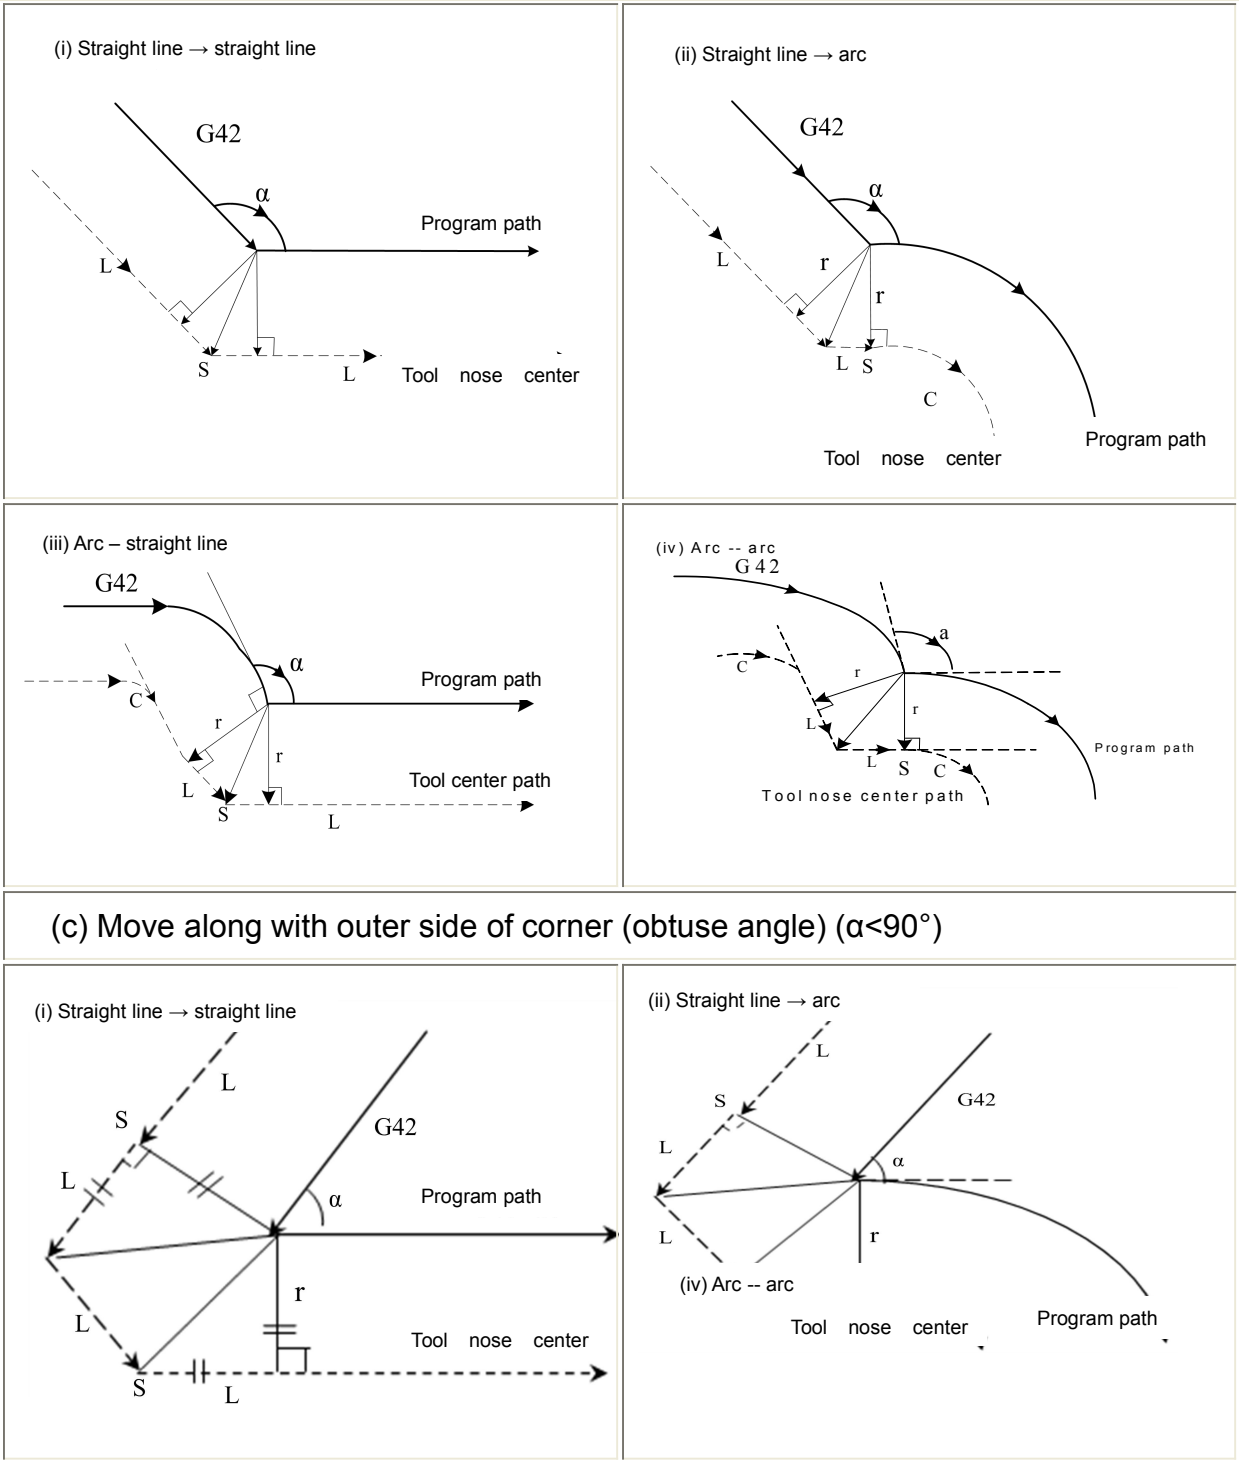 (i) Straight line → straight line
G42
α
Program path
L
S
L
Tool nose center
(ii) Straight line → arc
G42
α
L
r
r
L
S
C
Program path
Tool nose center
(iii) Arc – straight line
G42
α
Program path
C
r
r
Tool center path
L
S
L
(iv) Arc -- arc
G42
a
C
r
r
L
L
S
C
Program path
Tool nose center path
(c) Move along with outer side of corner (obtuse angle) (α<90°)
(i) Straight line → straight line
L
S
G42
L
α
Program path
r
L
Tool nose center
S
L
(ii) Straight line → arc
L
S
G42
L
α
L
r
(iv) Arc -- arc
Tool nose center
Program path